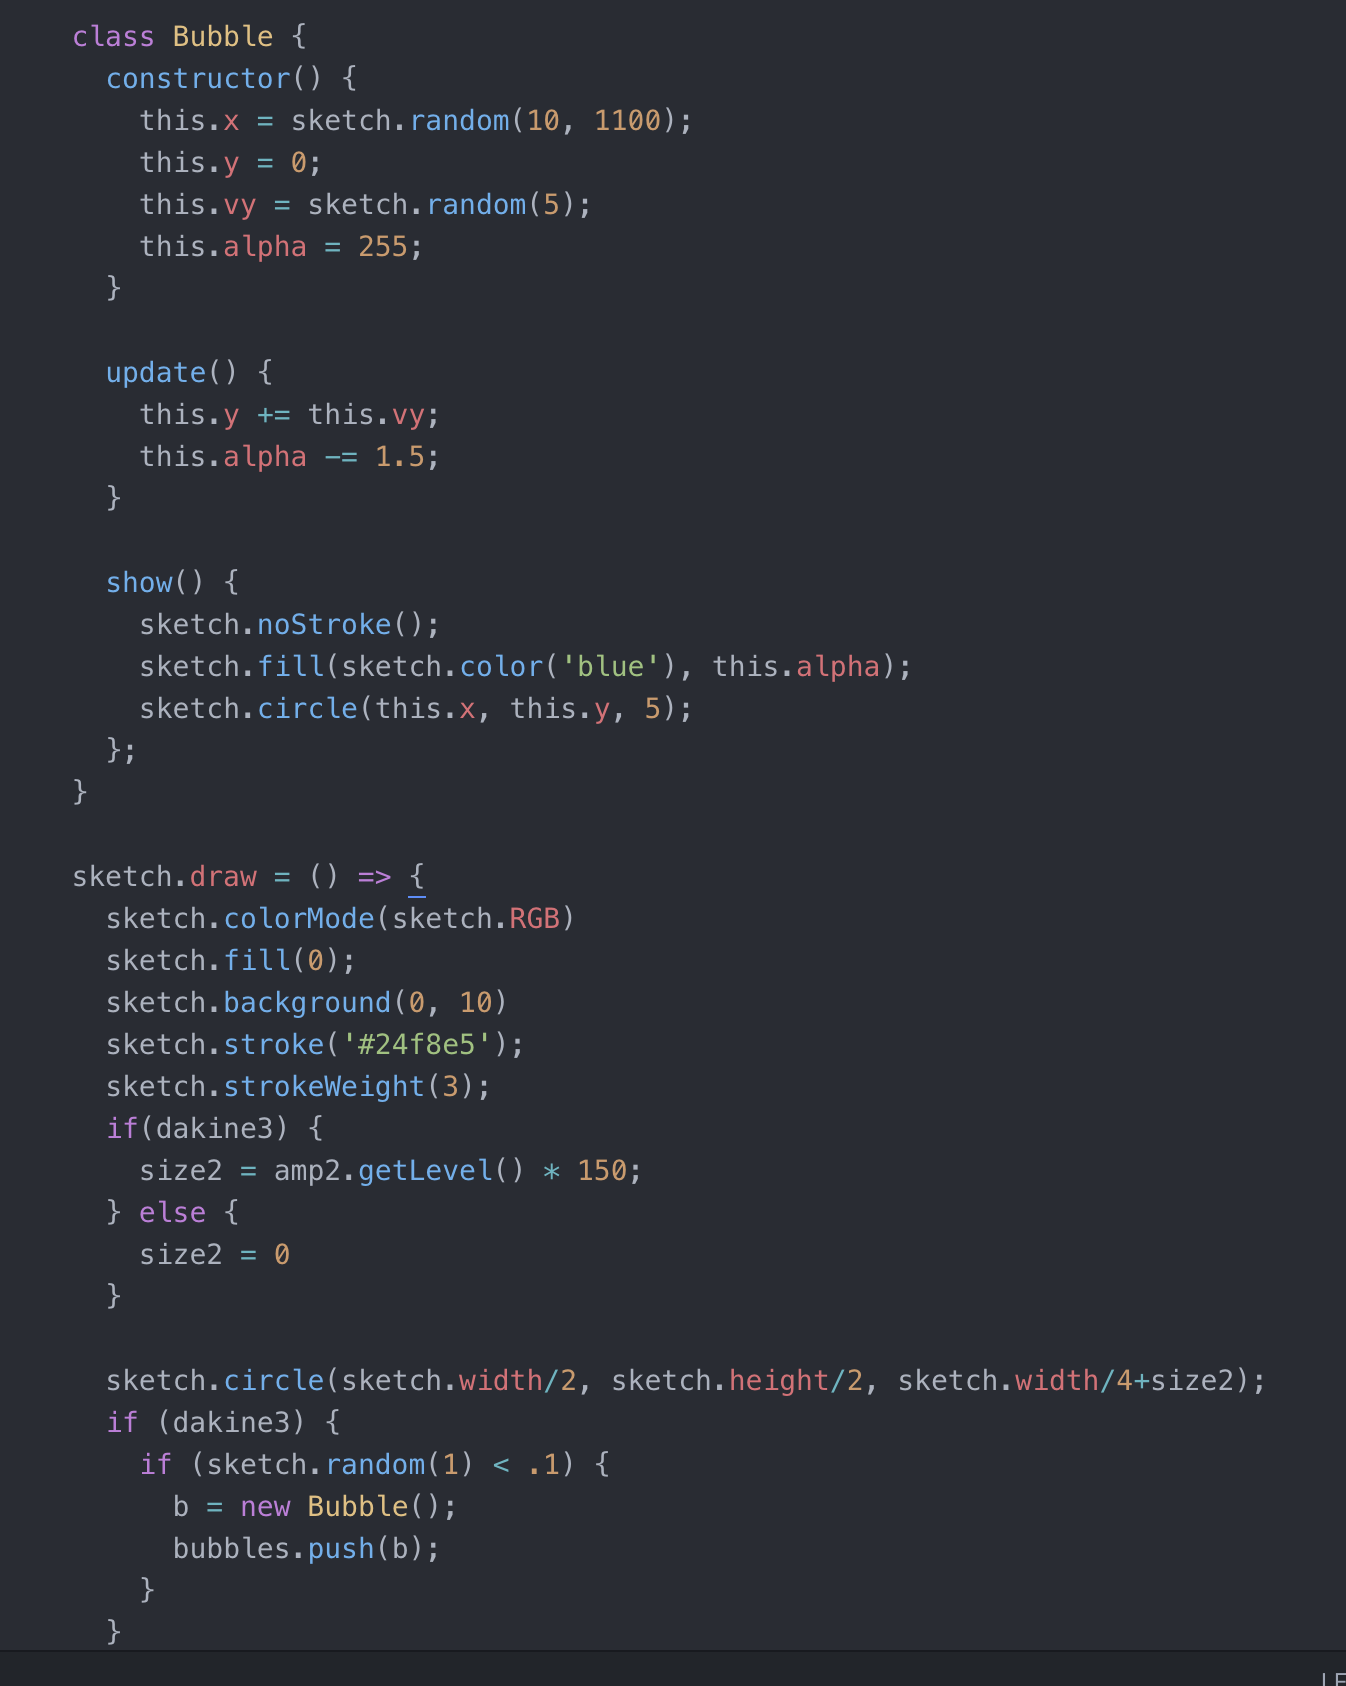 class Bubble {
  constructor() {
    this.x = sketch.random(10, 1100);
    this.y = 0;
    this.vy = sketch.random(5);
    this.alpha = 255;
  }

  update() {
    this.y += this.vy;
    this.alpha -= 1.5;
  }

  show() {
    sketch.noStroke();
    sketch.fill(sketch.color('blue'), this.alpha);
    sketch.circle(this.x, this.y, 5);
  };
}

sketch.draw = () => {
  sketch.colorMode(sketch.RGB)
  sketch.fill(0);
  sketch.background(0, 10)
  sketch.stroke('#24f8e5');
  sketch.strokeWeight(3);
  if(dakine3) {
    size2 = amp2.getLevel() * 150;
  } else {
    size2 = 0
  }

  sketch.circle(sketch.width/2, sketch.height/2, sketch.width/4+size2);
  if (dakine3) {
    if (sketch.random(1) < .1) {
      b = new Bubble();
      bubbles.push(b);
    }
  }